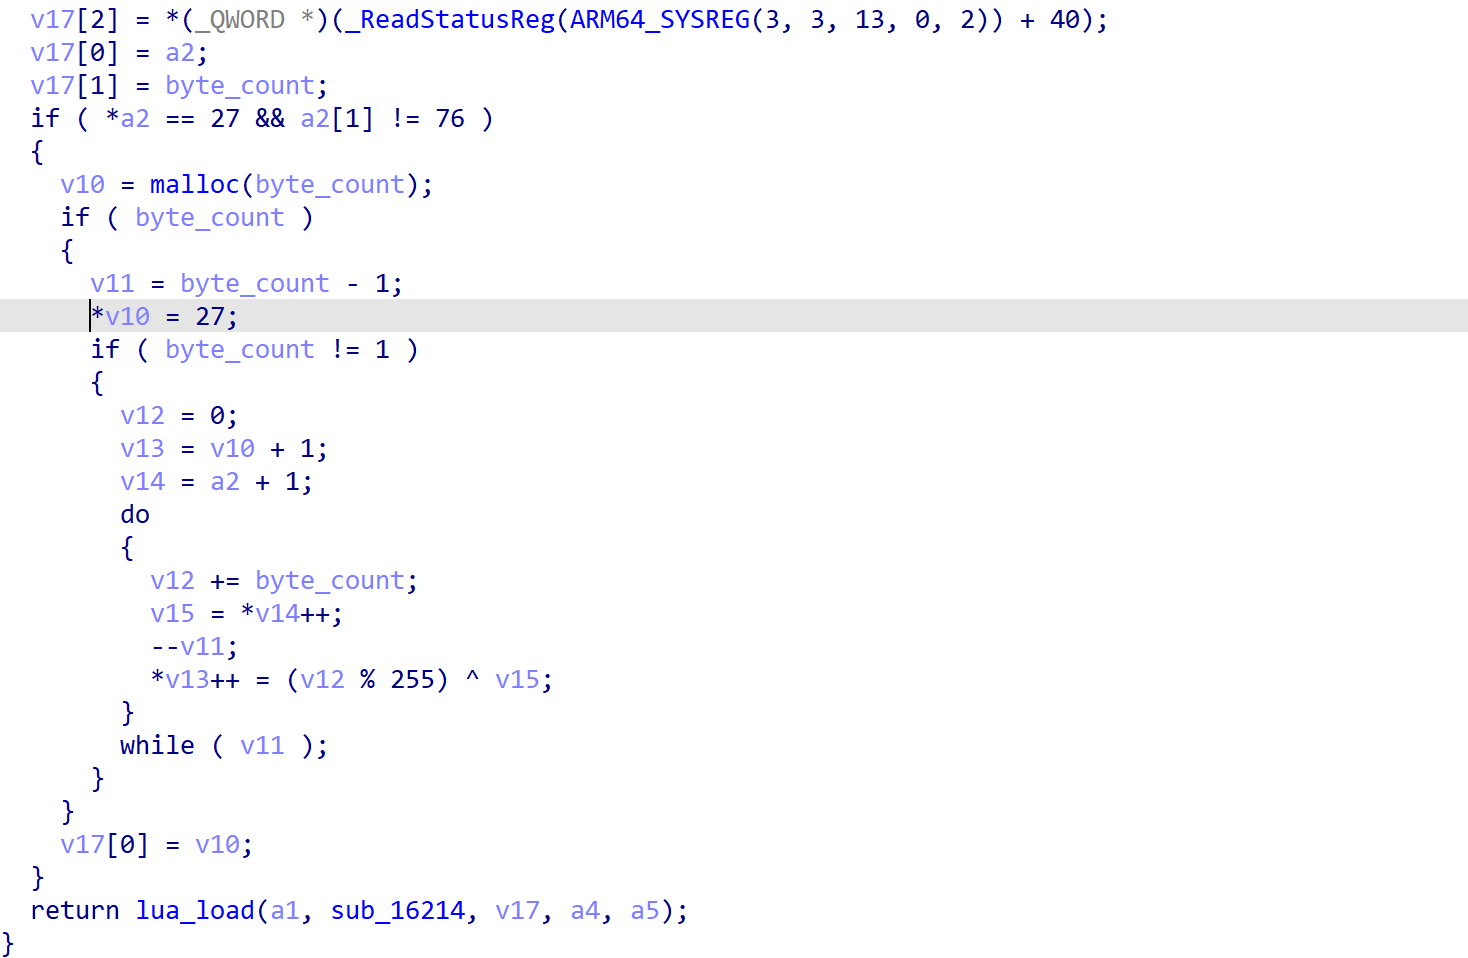 v17[2] = *(_QWORD *)(_ReadStatusReg(ARM64_SYSREG(3, 3, 13, 0, 2)) + 40);
v17[0] = a2;
v17[1] = byte_count;
if ( *a2 == 27 && a2[1] != 76 )
{
v10 = malloc(byte_count);
if ( byte_count )
{
v11 = byte_count - 1;
*v10 = 27;
if ( byte_count != 1 )
{
v12 = 0;
v13 = v10 + 1;
v14 = a2 + 1;
do
{
v12 += byte_count;
v15 = *v14++;
--v11;
*v13++ = (v12 % 255) ^ v15;
}
while ( v11 );
}
}
v17[0] = v10;
}
return lua_load(a1, sub_16214, v17, a4, a5);
}